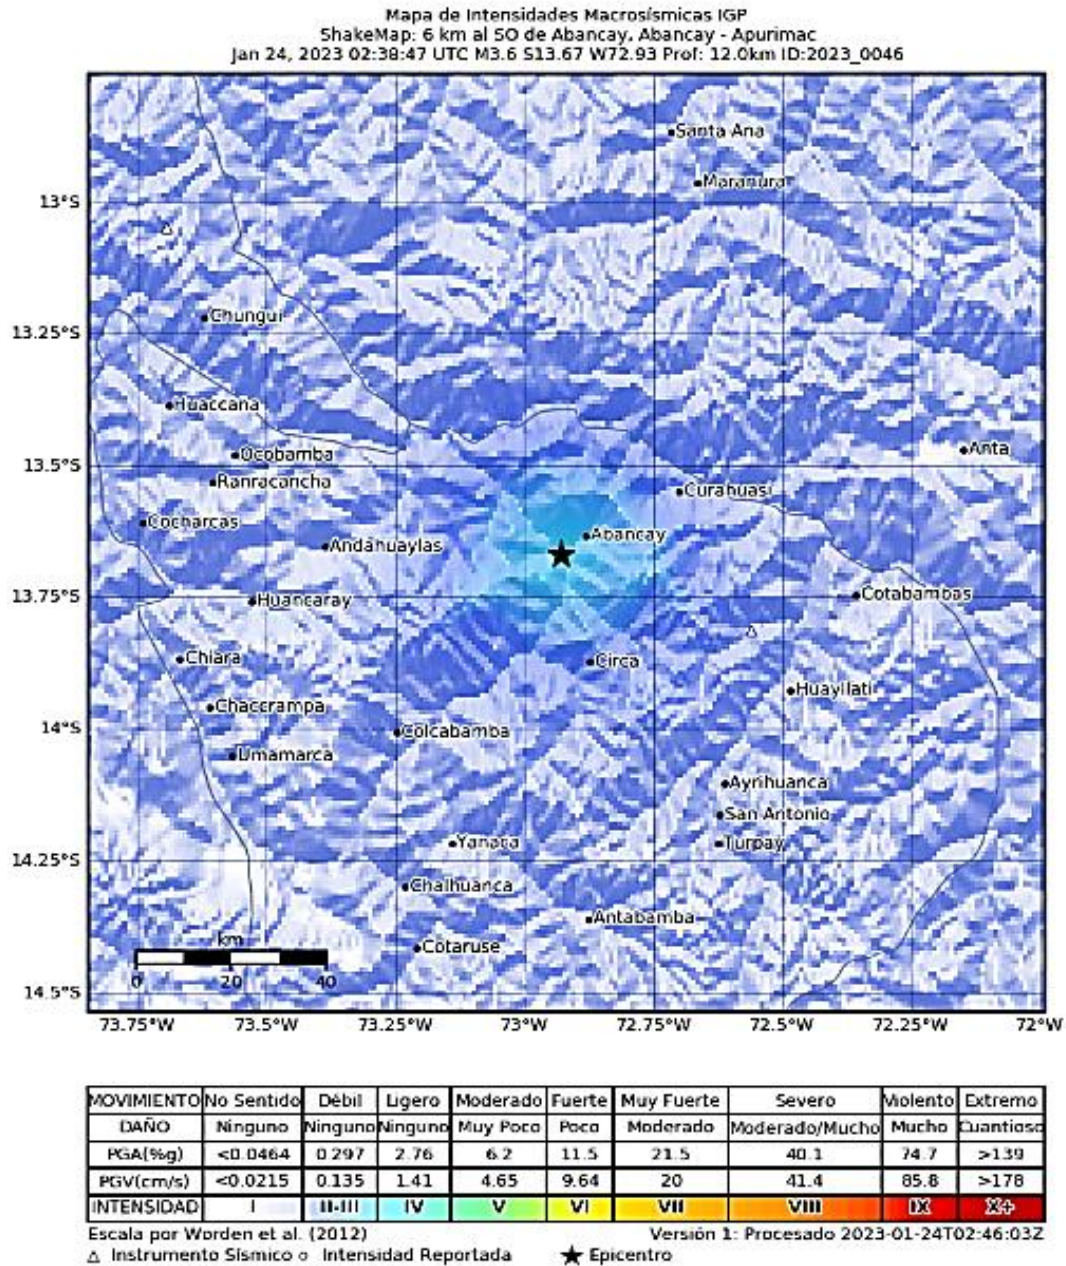 Mapa de Intensidades Macrosísmicas IGP
ShakeMap: 6 km al SO de Abancay, Abancay - Apurimac
Jan 24, 2023 02:38:47 UTC M3.6 S13.67 W72.93 Prof: 12.0km ID:2023_0046
Santa Ana
Maranura
13°S
Chungui
13.25°S
Huaccana
Ocobamba
Anta
13.5°S
Ranracancha
Curahuasi
Cocharcas
Abancay
Andahuaylas
13.75°S
Huancaray
Cotabambas
Chiara
Circa
Huayllati
Chaccrampa
14°S
Colcabamba
Umamarca
Ayrihuanca
San Antonio
Yanaca
Turpay
14.25°S
Chalhuanca
Antabamba
Cotaruse
km
0 20 40
14.5°S
73.75°W 73.5°W 73.25°W 73°W 72.75°W 72.5°W 72.25°W 72°W
MOVIMIENTO No Sentido Débil Ligero Moderado Fuerte Muy Fuerte Severo Violento Extremo
DAÑO Ninguno Ninguno Ninguno Muy Poco Poco Moderado Moderado/Mucho Mucho Cuantioso
PGA(%g) <0.0464 0.297 2.76 6.2 11.5 21.5 40.1 74.7 >139
PGV(cm/s) <0.0215 0.135 1.41 4.65 9.64 20 41.4 85.8 >178
INTENSIDAD I II-III IV V VI VII VIII IX X+
Escala por Worden et al. (2012) Versión 1: Procesado 2023-01-24T02:46:03Z
△ Instrumento Sísmico ○ Intensidad Reportada ★ Epicentro